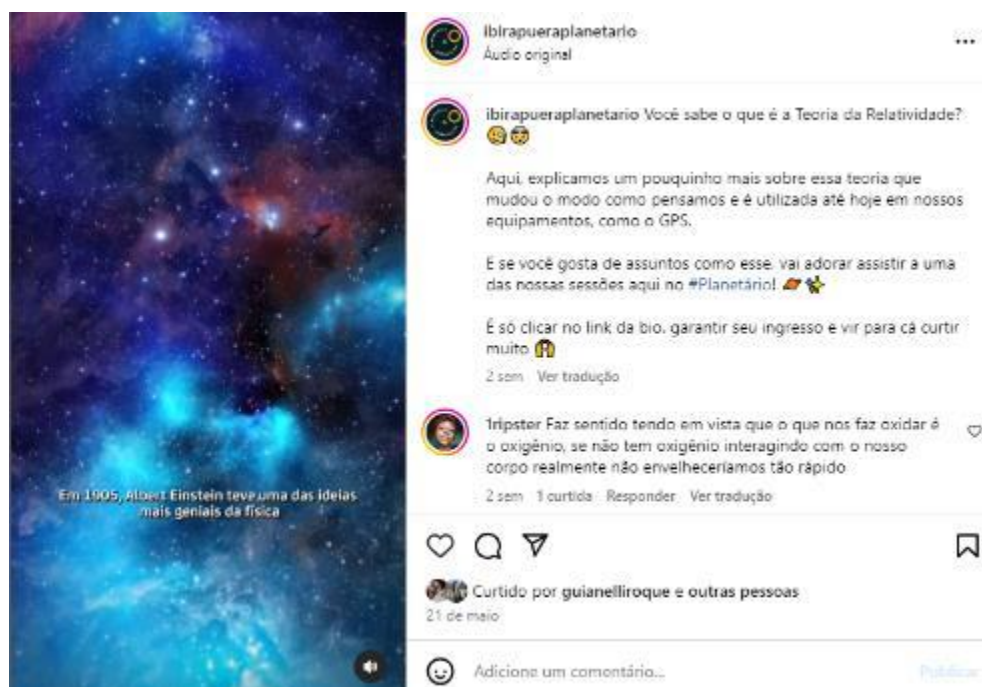 Em 1905, Albert Einstein teve uma das ideias
mais geniais da física
ibirapueraplanetario
Áudio original
ibirapueraplanetario Você sabe o que é a Teoria da Relatividade?
🧐🤯
Aqui, explicamos um pouquinho mais sobre essa teoria que
mudou o modo como pensamos e é utilizada até hoje em nossos
equipamentos, como o GPS.
E se você gosta de assuntos como esse, vai adorar assistir a uma
das nossas sessões aqui no #Planetário! 🪐✨
É só clicar no link da bio, garantir seu ingresso e vir para cá curtir
muito 🙌
2 sem Ver tradução
1ripster Faz sentido tendo em vista que o que nos faz oxidar é
o oxigênio, se não tem oxigênio interagindo com o nosso
corpo realmente não envelheceríamos tão rápido
2 sem 1 curtida Responder Ver tradução
Curtido por guianelliroque e outras pessoas
21 de maio
Adicione um comentário...
Publicar